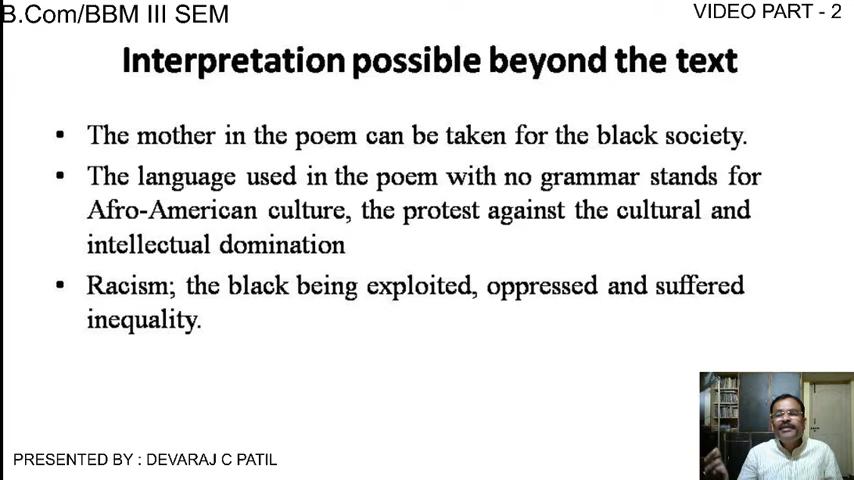 B.Com/BBM III SEM
VIDEO PART - 2
Interpretation possible beyond the text
▪ The mother in the poem can be taken for the black society.
▪ The language used in the poem with no grammar stands for
Afro-American culture, the protest against the cultural and
intellectual domination
▪ Racism; the black being exploited, oppressed and suffered
inequality.
PRESENTED BY : DEVARAJ C PATIL